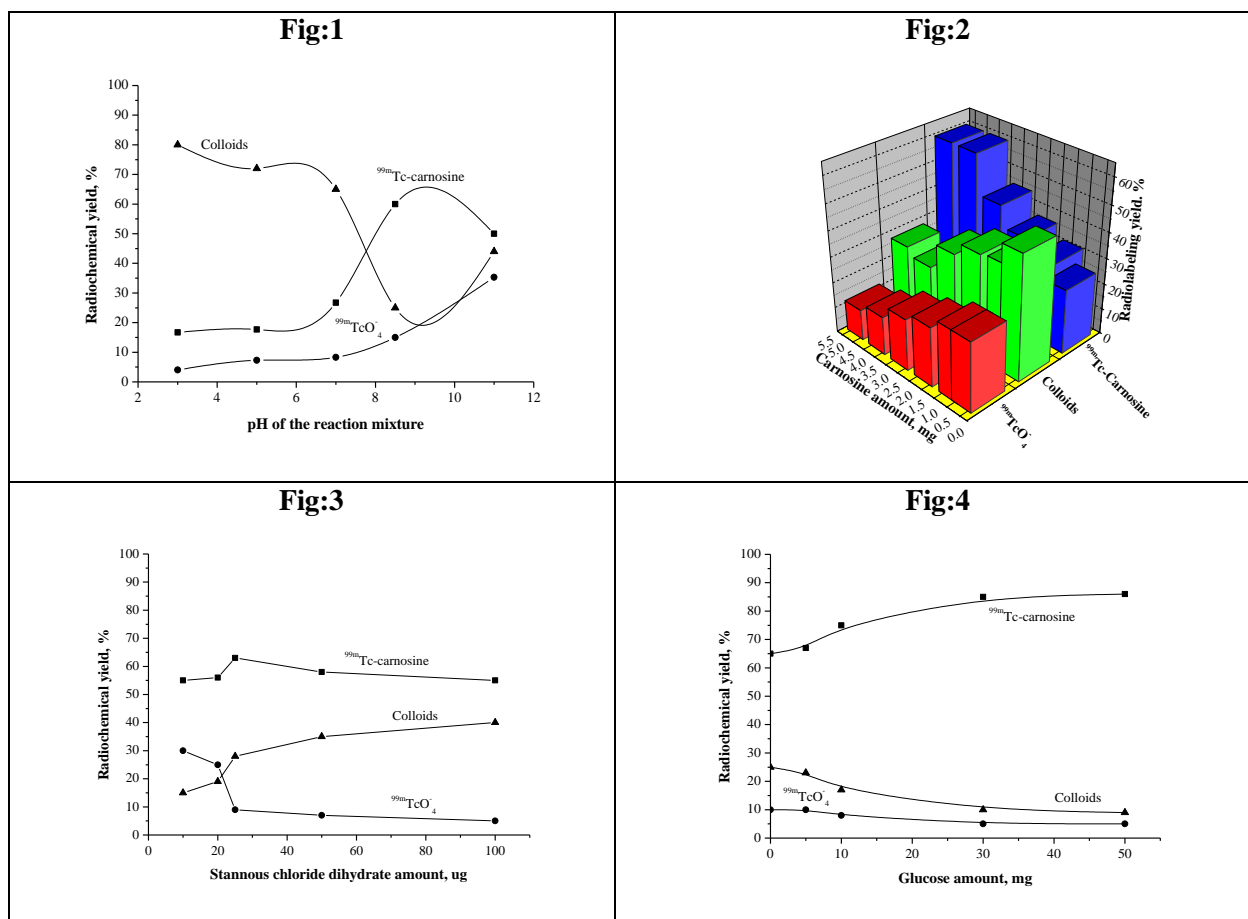 Fig:1
100
90
80
70
60
50
40
30
20
10
0
Radiochemical yield, %
Colloids
99mTc-carnosine
99mTcO-4
2
4
6
8
10
12
pH of the reaction mixture
Fig:2
60
50
40
30
20
10
0
Radiolabeling yield. %
5.5
5.0
4.5
4.0
3.5
3.0
2.5
2.0
1.5
1.0
0.5
0.0
Carnosine amount, mg
99mTc-Carnosine
Colloids
99mTcO-4
Fig:3
100
90
80
70
60
50
40
30
20
10
0
Radiochemical yield, %
99mTc-carnosine
Colloids
99mTcO-4
0
20
40
60
80
100
Stannous chloride dihydrate amount, ug
Fig:4
100
90
80
70
60
50
40
30
20
10
0
Radiochemical yield, %
99mTc-carnosine
99mTcO-4
Colloids
0
10
20
30
40
50
Glucose amount, mg